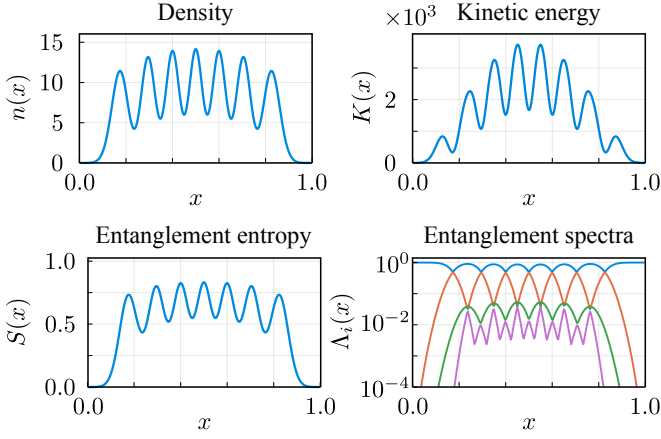 Density
n(x)
15
10
5
0
0.0
1.0
x
Kinetic energy
×10³
K(x)
2
0
0.0
1.0
x
Entanglement entropy
S(x)
1.0
0.5
0.0
0.0
1.0
x
Entanglement spectra
Λᵢ(x)
10⁰
10⁻²
10⁻⁴
0.0
1.0
x